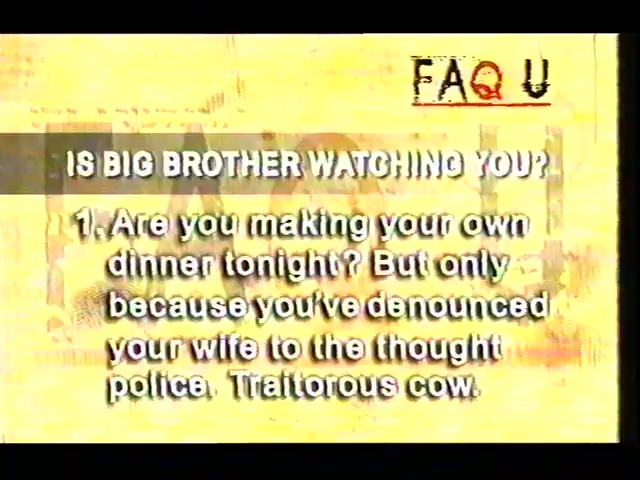 FAQ U
IS BIG BROTHER WATCHING YOU?
1. Are you making your own
dinner tonight? But only
because you've denounced
your wife to the thought
police. Traitorous cow.